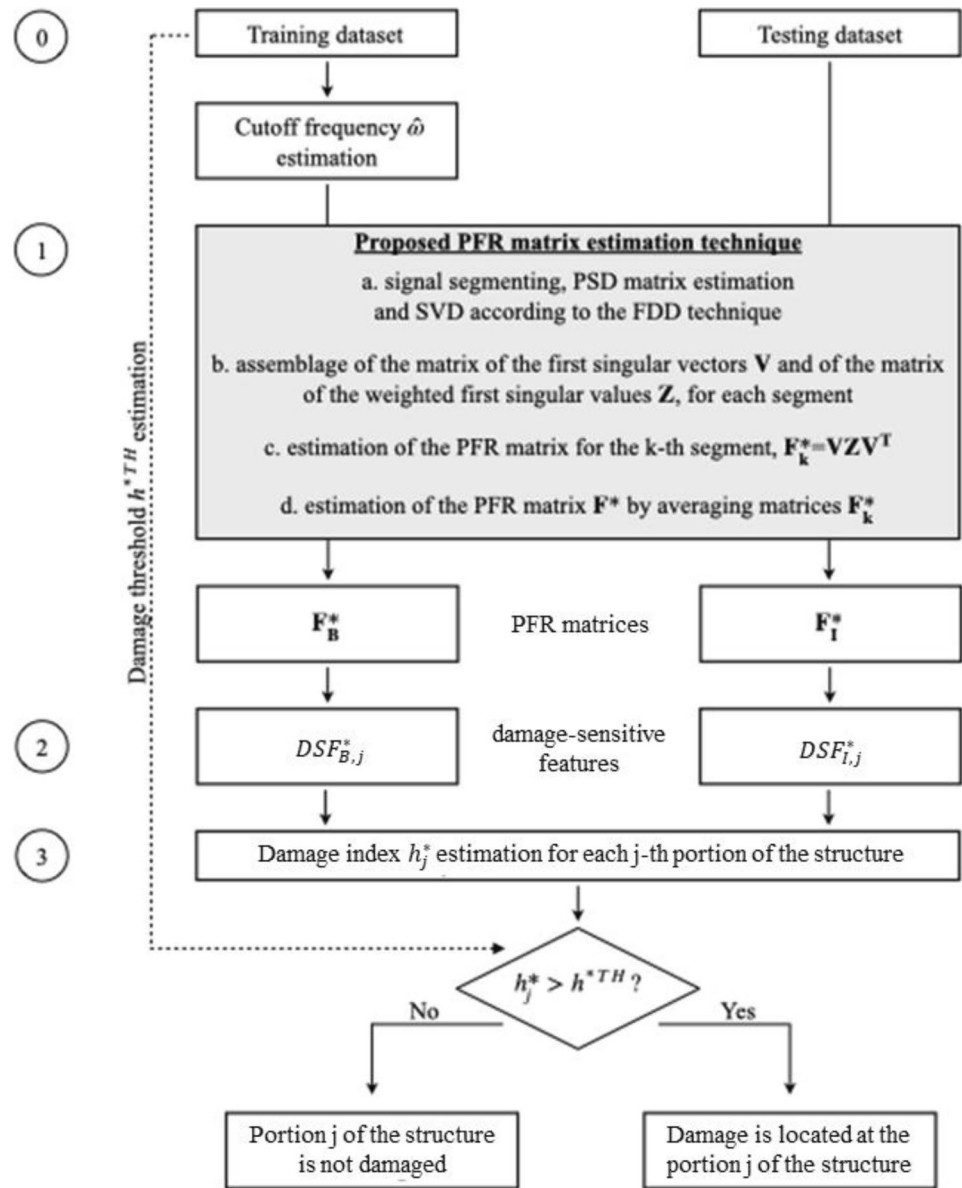 0
Training dataset
Testing dataset
Cutoff frequency ω̂
estimation
1
Proposed PFR matrix estimation technique
a. signal segmenting, PSD matrix estimation
and SVD according to the FDD technique
b. assemblage of the matrix of the first singular vectors V and of the matrix
of the weighted first singular values Z, for each segment
c. estimation of the PFR matrix for the k-th segment, F*ₖ=VZVᵀ
d. estimation of the PFR matrix F* by averaging matrices F*ₖ
Damage threshold h*ᵀᴴ estimation
F*_B
PFR matrices
F*_I
2
DSF*_{B,j}
damage-sensitive
features
DSF*_{I,j}
3
Damage index h*_j estimation for each j-th portion of the structure
h*_j > h*ᵀᴴ?
No
Yes
Portion j of the structure
is not damaged
Damage is located at the
portion j of the structure